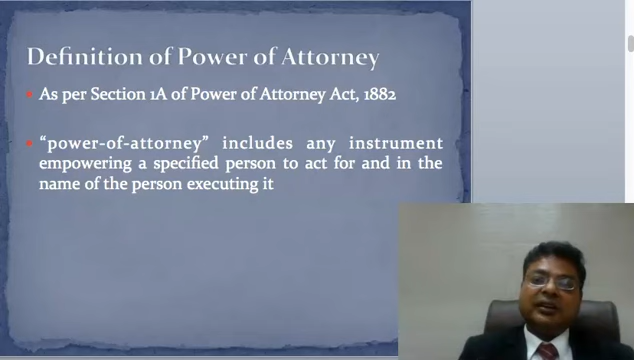 Definition of Power of Attorney
As per Section 1A of Power of Attorney Act, 1882
“power-of-attorney” includes any instrument
empowering a specified person to act for and in the
name of the person executing it